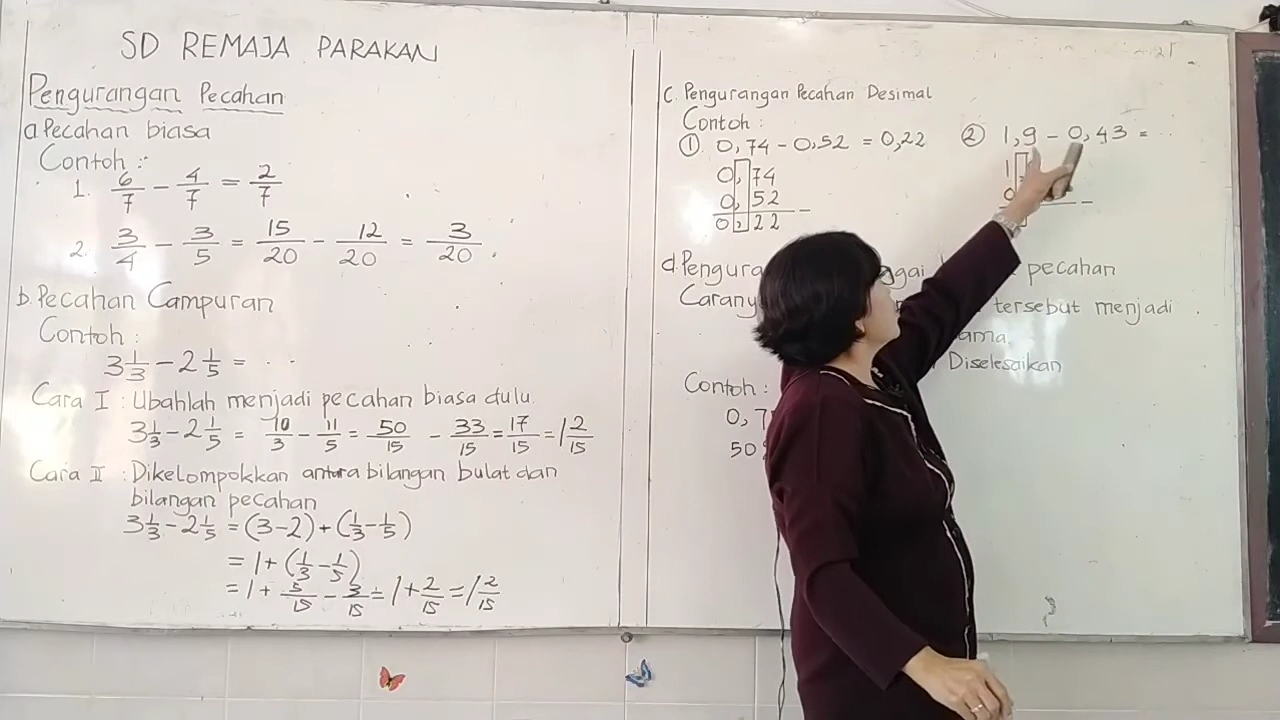 SD REMAJA PARAKAN
Pengurangan Pecahan
a. Pecahan biasa
Contoh :
1. 6/7 - 4/7 = 2/7
2. 3/4 - 3/5 = 15/20 - 12/20 = 3/20 .
b. Pecahan Campuran
Contoh :
3 1/3 - 2 1/5 = . . .
Cara I : Ubahlah menjadi pecahan biasa dulu.
3 1/3 - 2 1/5 = 10/3 - 11/5 = 50/15 - 33/15 = 17/15 = 1 2/15
Cara II : Dikelompokkan antara bilangan bulat dan
bilangan pecahan
3 1/3 - 2 1/5 = (3 - 2) + (1/3 - 1/5)
= 1 + (1/3 - 1/5)
= 1 + 5/15 - 3/15 = 1 + 2/15 = 1 2/15
c. Pengurangan Pecahan Desimal
Contoh :
① 0,74 - 0,52 = 0,22
0,74
0,52 -
0,22
② 1,9 - 0,43 = . .
1
0 -
d. pecahan
tersebut menjadi .
Diselesaikan
Contoh :
0,7
50